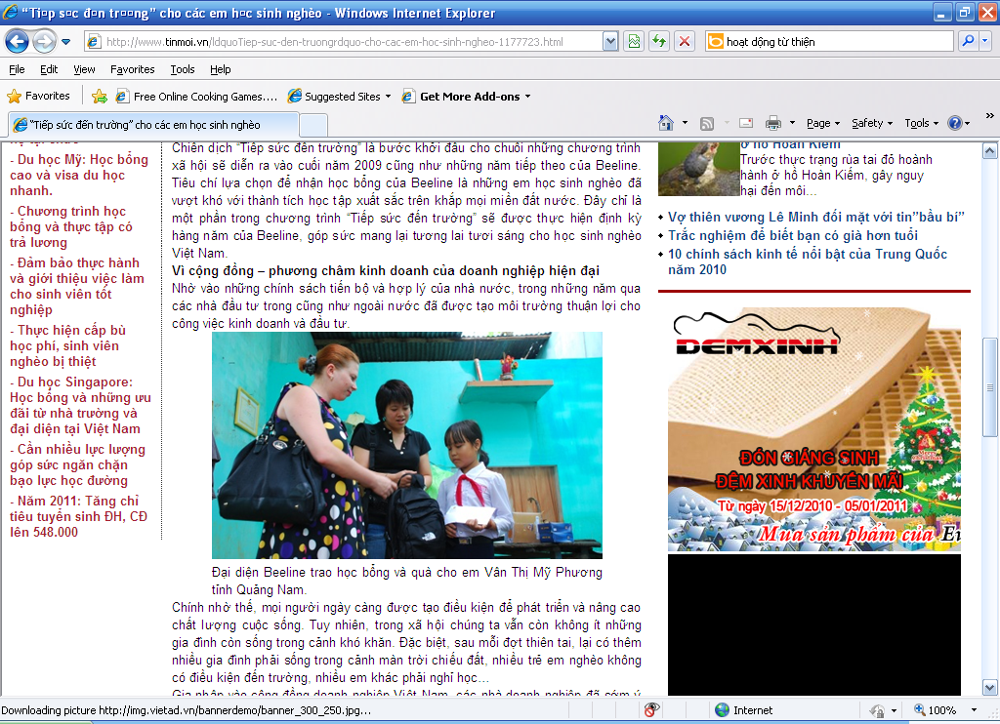 “Ti▫p s▫c đ▫n tr▫▫ng” cho các em h▫c sinh nghèo - Windows Internet Explorer
http://www.tinmoi.vn/ldquoTiep-suc-den-truongrdquo-cho-cac-em-hoc-sinh-ngheo-1177723.html
hoạt động từ thiện
File Edit View Favorites Tools Help
Favorites Free Online Cooking Games.... Suggested Sites Get More Add-ons
“Tiếp sức đến trường” cho các em học sinh nghèo
Page Safety Tools
- Du học Mỹ: Học bổng
cao và visa du học
nhanh.
- Chương trình học
bổng và thực tập có
trả lương
- Đảm bảo thực hành
và giới thiệu việc làm
cho sinh viên tốt
nghiệp
- Thực hiện cấp bù
học phí, sinh viên
nghèo bị thiệt
- Du học Singapore:
Học bổng và những ưu
đãi từ nhà trường và
đại diện tại Việt Nam
- Cần nhiều lực lượng
góp sức ngăn chặn
bạo lực học đường
- Năm 2011: Tăng chỉ
tiêu tuyển sinh ĐH, CĐ
lên 548.000
Chiến dịch “Tiếp sức đến trường” là bước khởi đầu cho chuỗi những chương trình
xã hội sẽ diễn ra vào cuối năm 2009 cũng như những năm tiếp theo của Beeline.
Tiêu chí lựa chọn để nhận học bổng của Beeline là những em học sinh nghèo đã
vượt khó với thành tích học tập xuất sắc trên khắp mọi miền đất nước. Đây chỉ là
một phần trong chương trình “Tiếp sức đến trường” sẽ được thực hiện định kỳ
hàng năm của Beeline, góp sức mang lại tương lai tươi sáng cho học sinh nghèo
Việt Nam.
Vì cộng đồng – phương châm kinh doanh của doanh nghiệp hiện đại
Nhờ vào những chính sách tiến bộ và hợp lý của nhà nước, trong những năm qua
các nhà đầu tư trong cũng như ngoài nước đã được tạo môi trường thuận lợi cho
công việc kinh doanh và đầu tư.
Đại diện Beeline trao học bổng và quà cho em Văn Thị Mỹ Phương
tỉnh Quảng Nam.
Chính nhờ thế, mọi người ngày càng được tạo điều kiện để phát triển và nâng cao
chất lượng cuộc sống. Tuy nhiên, trong xã hội chúng ta vẫn còn không ít những
gia đình còn sống trong cảnh khó khăn. Đặc biệt, sau mỗi đợt thiên tai, lại có thêm
nhiều gia đình phải sống trong cảnh màn trời chiếu đất, nhiều trẻ em nghèo không
có điều kiện đến trường, nhiều em khác phải nghỉ học...
Gia nhập vào cộng đồng doanh nghiệp Việt Nam, các nhà doanh nghiệp đã sớm ý
ở hồ Hoàn Kiếm
Trước thực trạng rùa tai đỏ hoành
hành ở hồ Hoàn Kiếm, gây nguy
hại đến môi...
Vợ thiên vương Lê Minh đối mặt với tin”bầu bí”
Trắc nghiệm để biết bạn có già hơn tuổi
10 chính sách kinh tế nổi bật của Trung Quốc
năm 2010
DEMXINH
ĐÓN GIÁNG SINH
ĐỆM XINH KHUYẾN MÃI
Từ ngày 15/12/2010 - 05/01/2011
Mua sản phẩm của Ev
Downloading picture http://img.vietad.vn/bannerdemo/banner_300_250.jpg...
Internet
100%